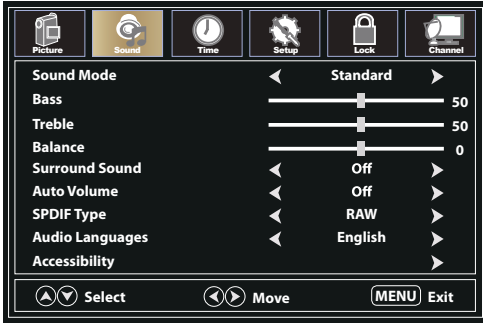 Picture Sound Time Setup Lock Channel
Sound Mode Standard
Bass 50
Treble 50
Balance 0
Surround Sound Off
Auto Volume Off
SPDIF Type RAW
Audio Languages English
Accessibility
Select Move MENU Exit